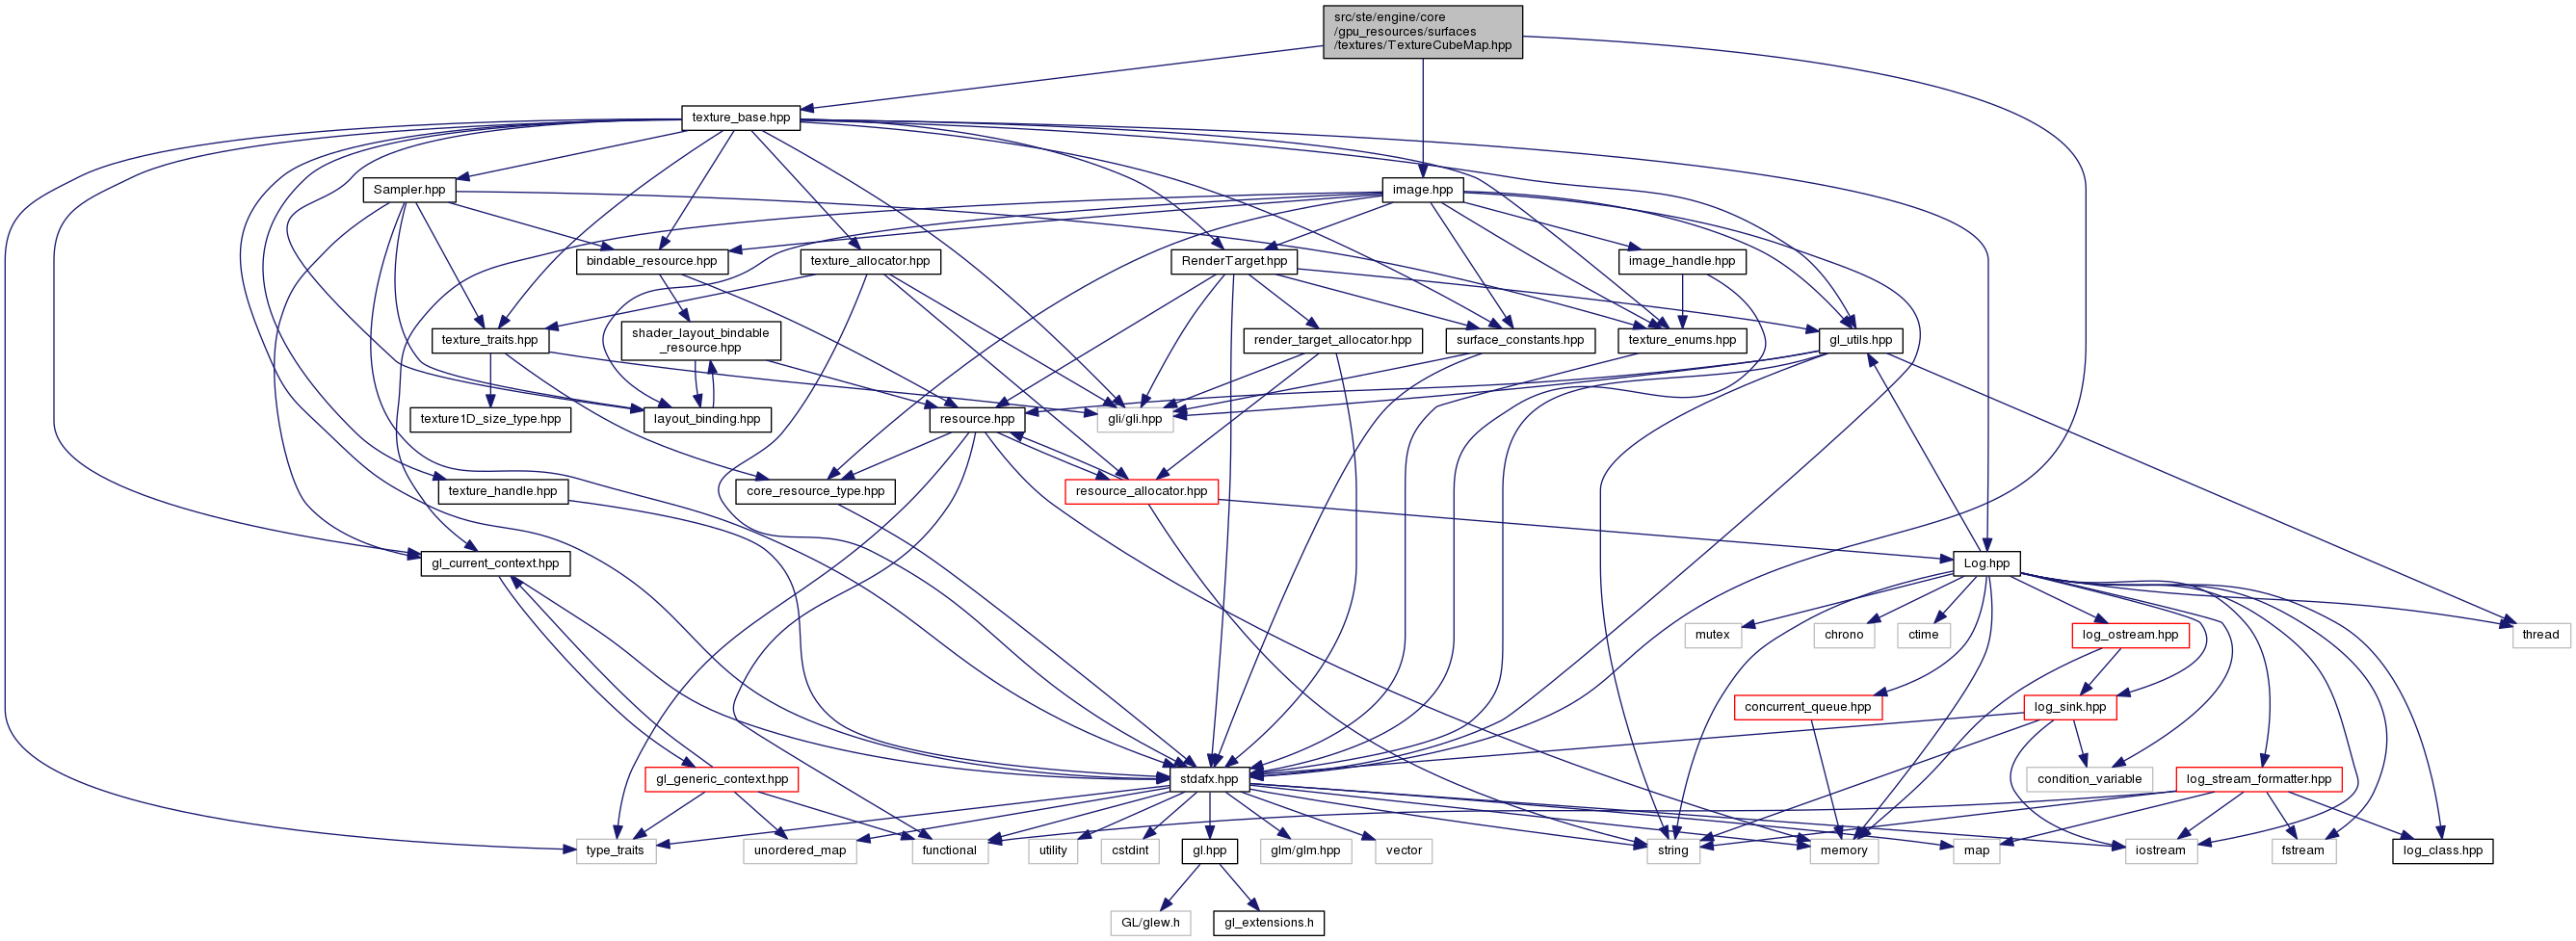 src/ste/engine/core
/gpu_resources/surfaces
/textures/TextureCubeMap.hpp
texture_base.hpp
Sampler.hpp
image.hpp
bindable_resource.hpp
texture_allocator.hpp
RenderTarget.hpp
image_handle.hpp
texture_traits.hpp
shader_layout_bindable
_resource.hpp
render_target_allocator.hpp
surface_constants.hpp
texture_enums.hpp
gl_utils.hpp
texture1D_size_type.hpp
layout_binding.hpp
resource.hpp
gli/gli.hpp
texture_handle.hpp
core_resource_type.hpp
resource_allocator.hpp
gl_current_context.hpp
Log.hpp
mutex
chrono
ctime
log_ostream.hpp
thread
concurrent_queue.hpp
log_sink.hpp
gl_generic_context.hpp
stdafx.hpp
condition_variable
log_stream_formatter.hpp
type_traits
unordered_map
functional
utility
cstdint
gl.hpp
glm/glm.hpp
vector
string
memory
map
iostream
fstream
log_class.hpp
GL/glew.h
gl_extensions.h